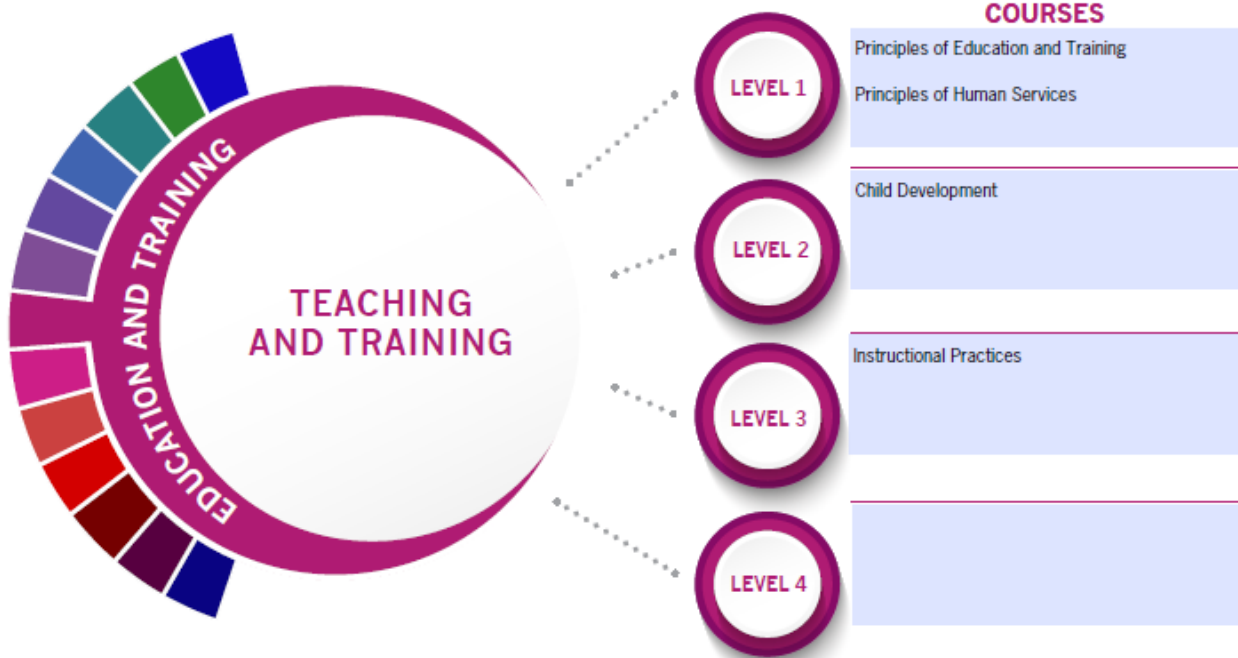 EDUCATION AND TRAINING
TEACHING
AND TRAINING
COURSES
LEVEL 1
Principles of Education and Training
Principles of Human Services
LEVEL 2
Child Development
LEVEL 3
Instructional Practices
LEVEL 4